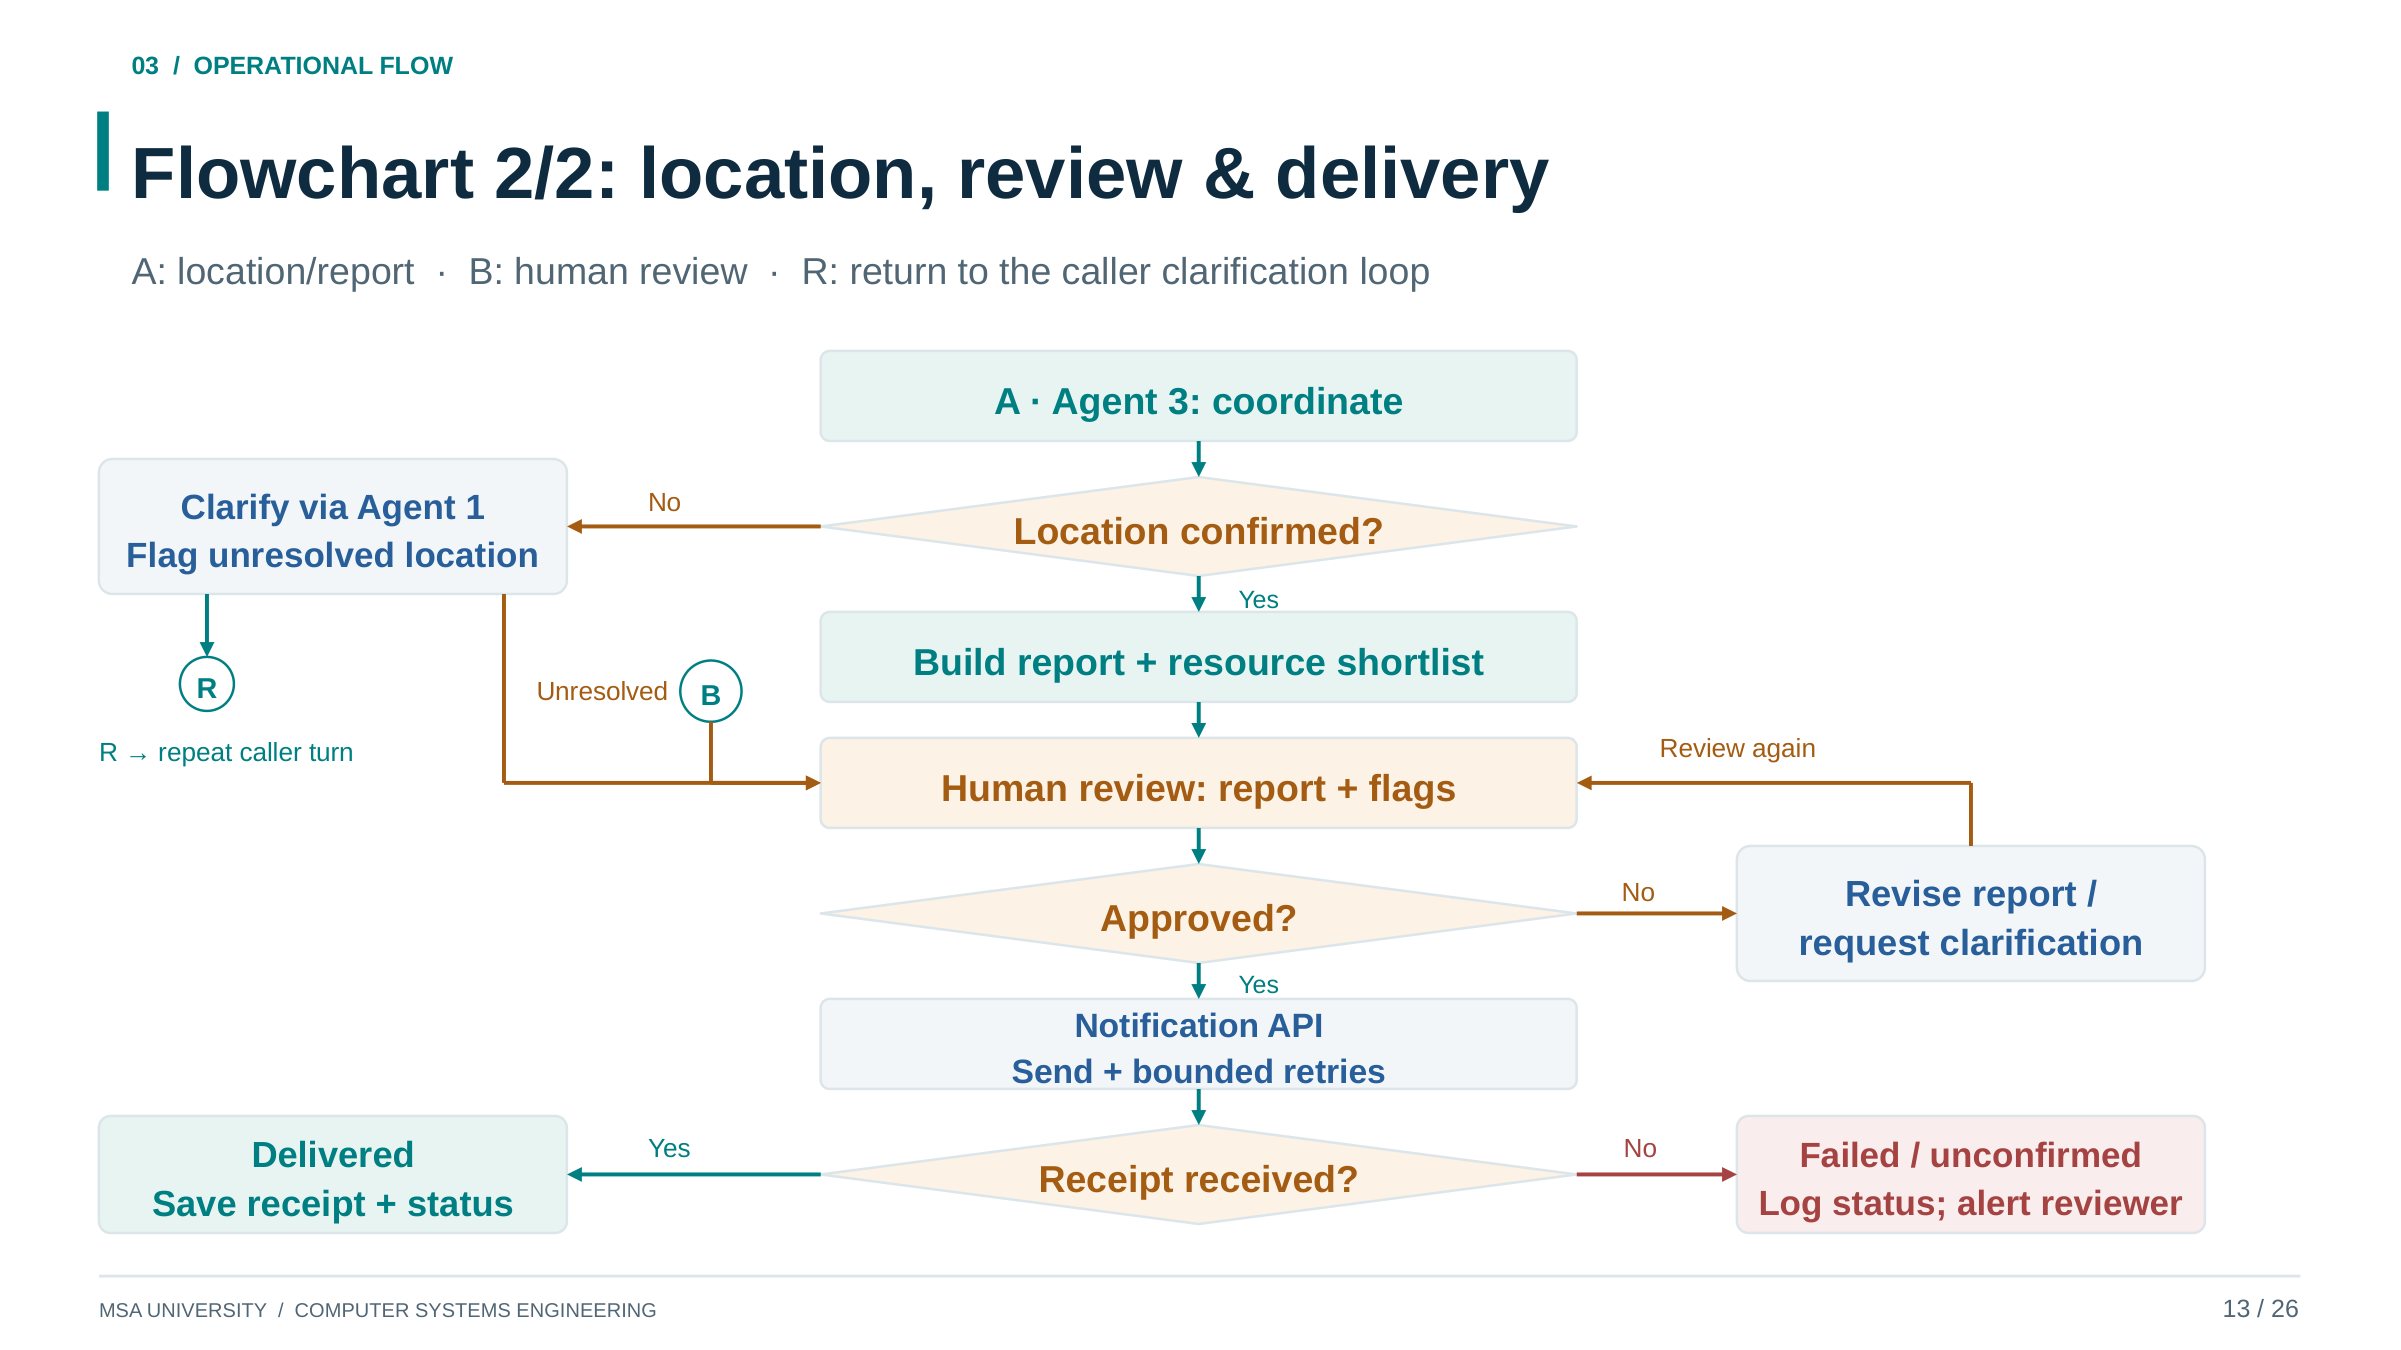 03 / OPERATIONAL FLOW
Flowchart 2/2: location, review & delivery
A: location/report · B: human review · R: return to the caller clarification loop
A · Agent 3: coordinate
Clarify via Agent 1
Flag unresolved location
No
Location confirmed?
Yes
Build report + resource shortlist
R
Unresolved
B
R → repeat caller turn
Human review: report + flags
Review again
Approved?
No
Revise report /
request clarification
Yes
Notification API
Send + bounded retries
Delivered
Save receipt + status
Yes
Receipt received?
No
Failed / unconfirmed
Log status; alert reviewer
MSA UNIVERSITY / COMPUTER SYSTEMS ENGINEERING
13 / 26